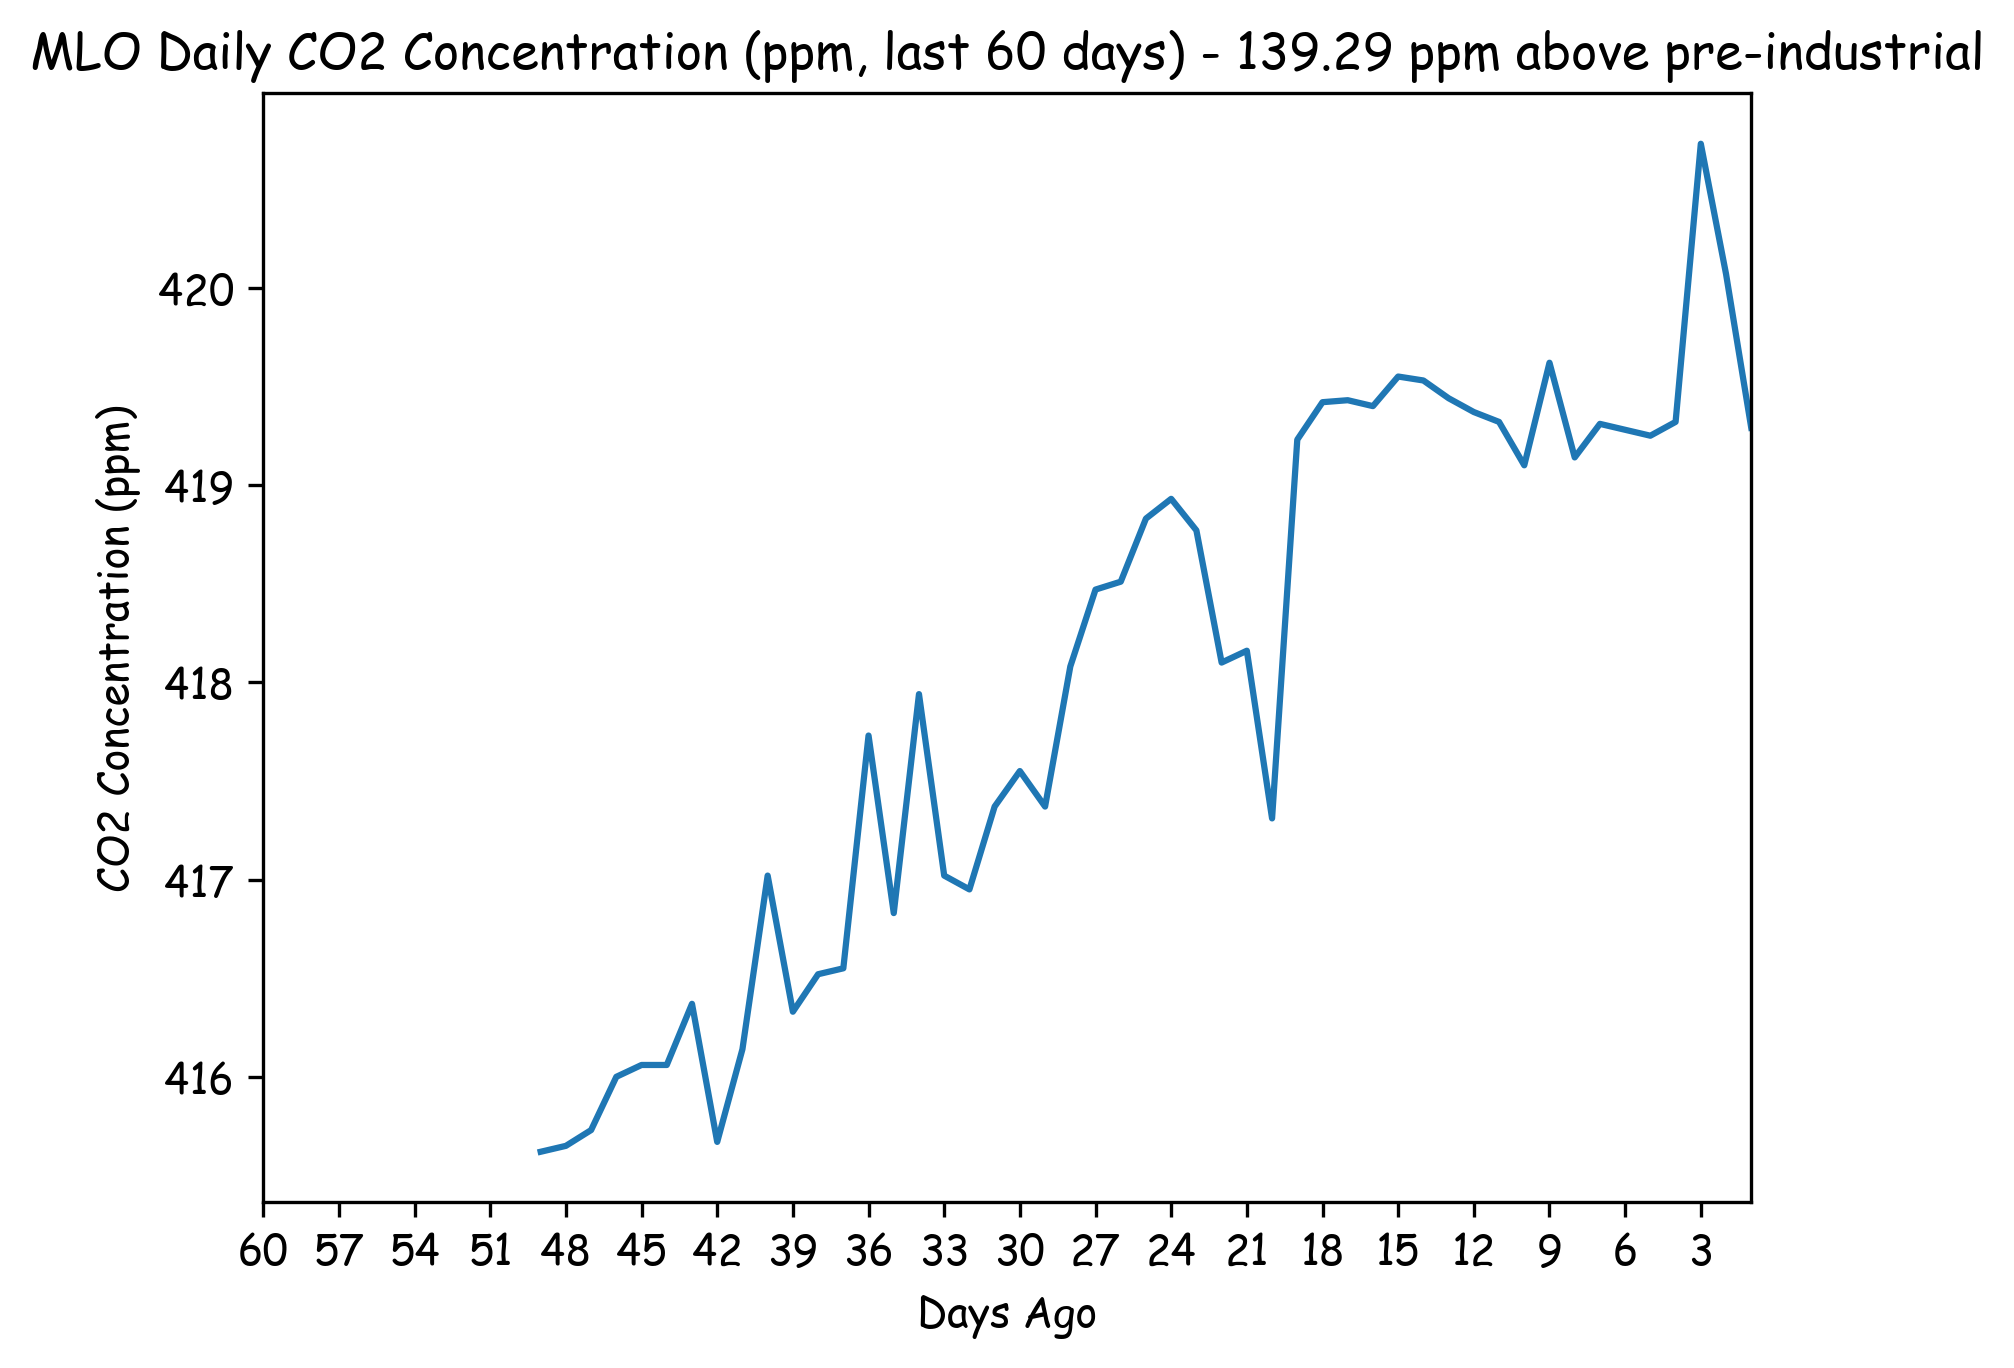 MLO Daily CO2 Concentration (ppm, last 60 days) - 139.29 ppm above pre-industrial
CO2 Concentration (ppm)
420
419
418
417
416
60 57 54 51 48 45 42 39 36 33 30 27 24 21 18 15 12 9 6 3
Days Ago